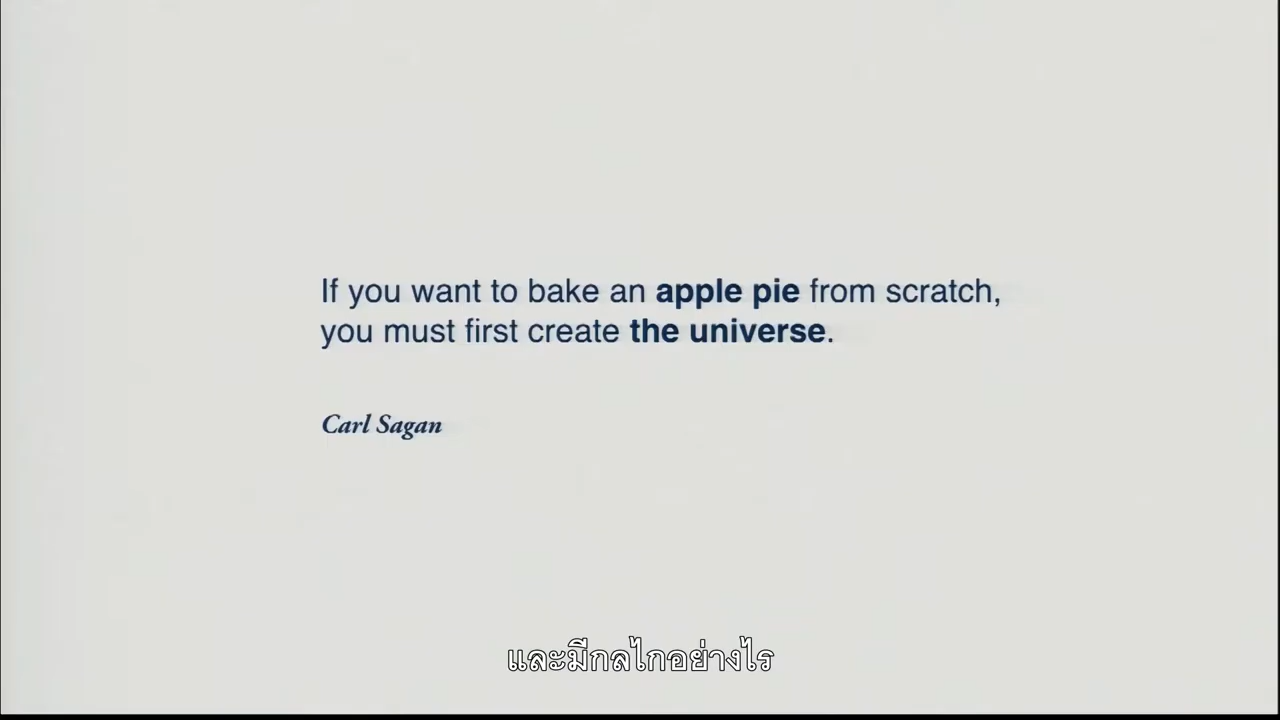 If you want to bake an apple pie from scratch,
you must first create the universe.
Carl Sagan
และมีกลไกอย่างไร